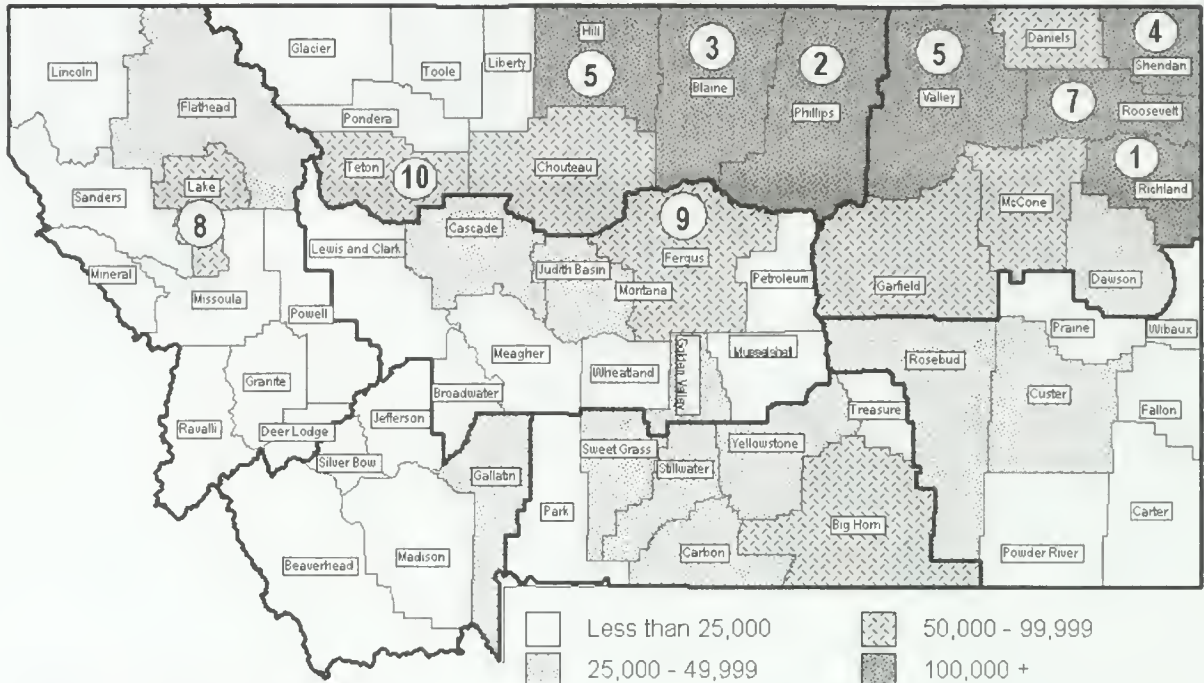 Hill
5
3
Blaine
2
Phillips
5
Valley
Daniels
4
Shendan
7
Roosevelt
1
Richland
Glacier
Toole
Liberty
Lincoln
Flathead
Pondera
Teton
10
Chouteau
Sanders
Lake
8
Lewis and Clark
Cascade
Judith Basin
9
Fergus
Montana
Petroleum
Garfield
McCone
Dawson
Mineral
Missoula
Powell
Meagher
Wheatland
Golden Valley
Musselshell
Rosebud
Praine
Wibaux
Granite
Ravalli
Deer Lodge
Jefferson
Broadwater
Silver Bow
Gallatin
Sweet Grass
Stillwater
Yellowstone
Treasure
Custer
Fallon
Beaverhead
Madison
Park
Carbon
Big Horn
Powder River
Carter
Less than 25,000
50,000 - 99,999
25,000 - 49,999
100,000 +